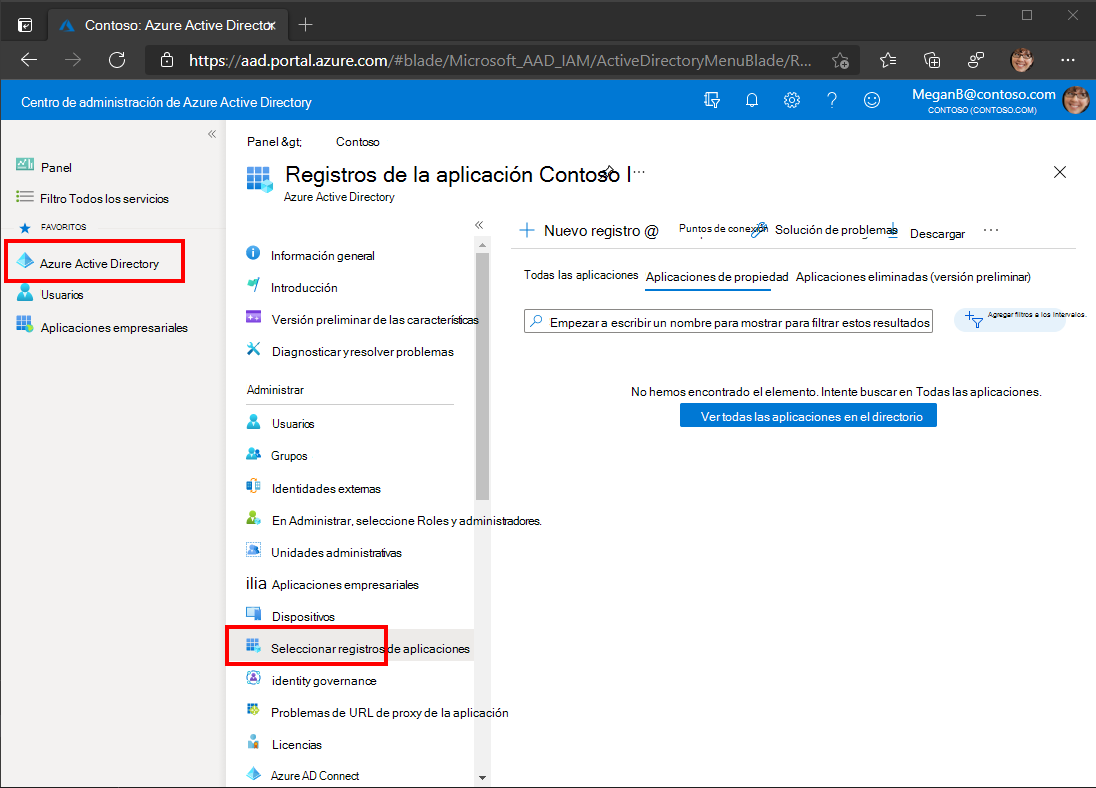 Contoso: Azure Active Director
https://aad.portal.azure.com/#blade/Microsoft_AAD_IAM/ActiveDirectoryMenuBlade/R...
Centro de administración de Azure Active Directory
MeganB@contoso.com
CONTOSO (CONTOSO.COM)
Panel
Filtro Todos los servicios
FAVORITOS
Azure Active Directory
Usuarios
Aplicaciones empresariales
Panel &gt; Contoso
Registros de la aplicación Contoso I ...
Azure Active Directory
Información general
Introducción
Versión preliminar de las características
Diagnosticar y resolver problemas
Administrar
Usuarios
Grupos
Identidades externas
En Administrar, seleccione Roles y administradores.
Unidades administrativas
ilia Aplicaciones empresariales
Dispositivos
Seleccionar registros de aplicaciones
identity governance
Problemas de URL de proxy de la aplicación
Licencias
Azure AD Connect
Nuevo registro @ Puntos de conexión Solución de problemas Descargar ...
Todas las aplicaciones Aplicaciones de propiedad Aplicaciones eliminadas (versión preliminar)
Empezar a escribir un nombre para mostrar para filtrar estos resultados
Agregar filtros a los intervalos.
No hemos encontrado el elemento. Intente buscar en Todas las aplicaciones.
Ver todas las aplicaciones en el directorio